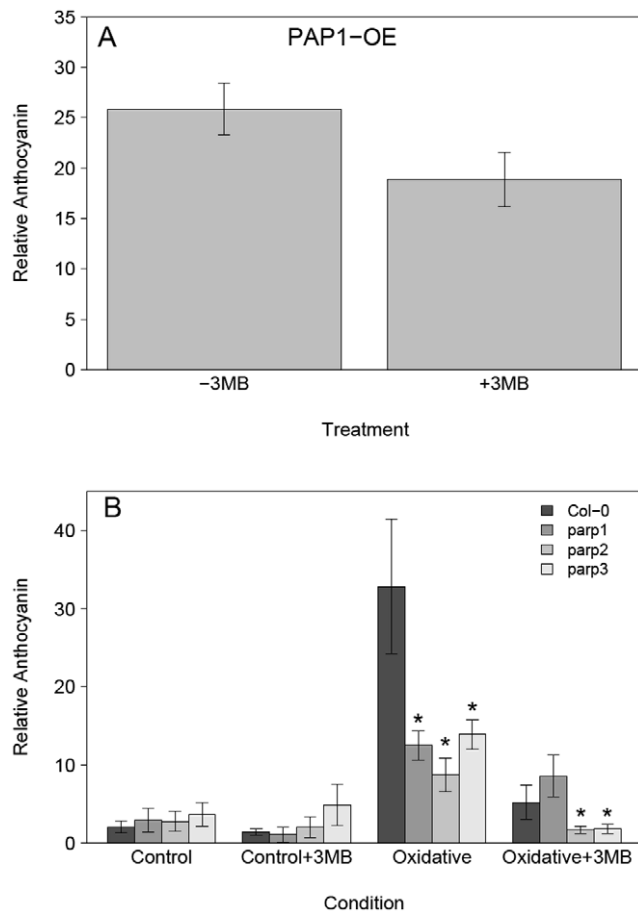 A
PAP1−OE
Relative Anthocyanin
35
30
25
20
15
10
5
0
−3MB
+3MB
Treatment
B
Col−0
parp1
parp2
parp3
Relative Anthocyanin
40
30
20
10
0
*
*
*
*
*
Control
Control+3MB
Oxidative
Oxidative+3MB
Condition